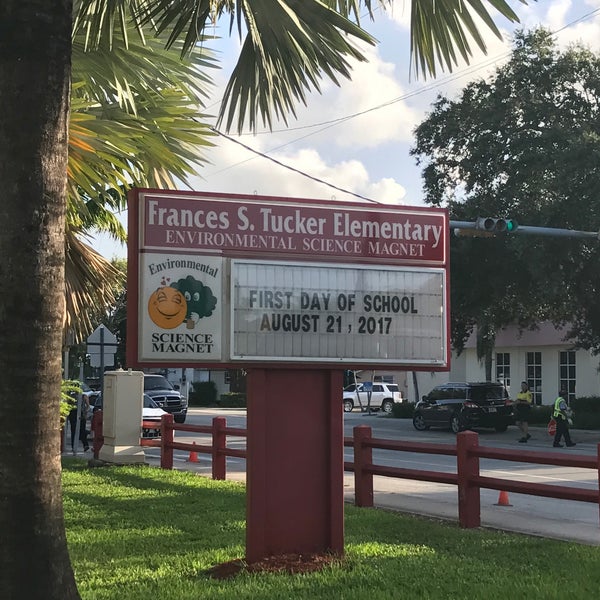 Frances S. Tucker Elementary
ENVIRONMENTAL SCIENCE MAGNET
Environmental
SCIENCE
MAGNET
FIRST DAY OF SCHOOL
AUGUST 21, 2017